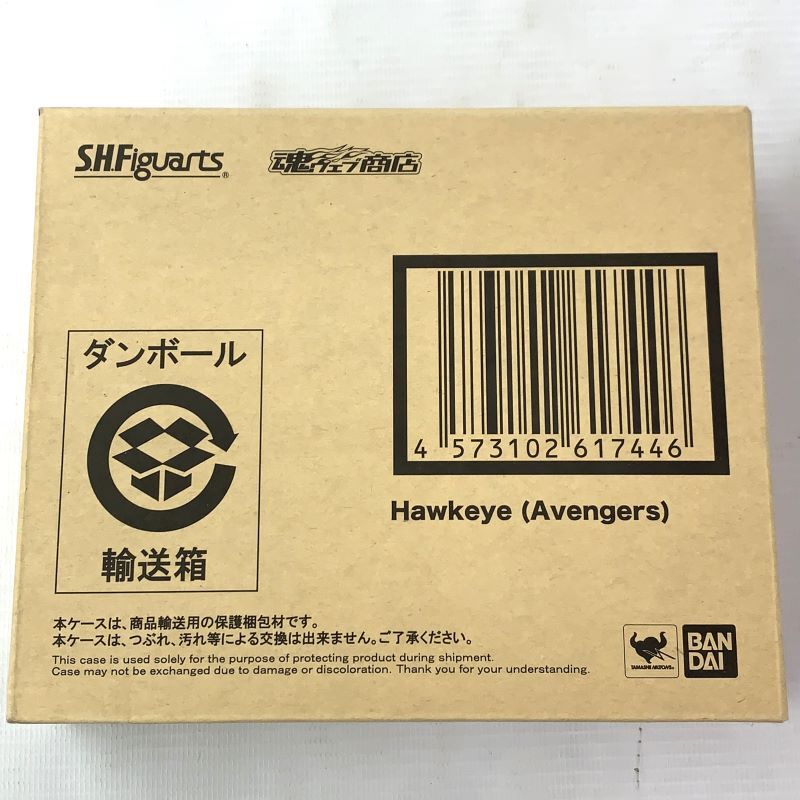 S.H.Figuarts®
魂ウェブ商店
4 573102 617446
Hawkeye (Avengers)
ダンボール
輸送箱
本ケースは、商品輸送用の保護梱包材です。
本ケースは、つぶれ、汚れ等による交換は出来ません。ご了承ください。
This case is used solely for the purpose of protecting product during shipment.
Case may not be exchanged due to damage or discoloration. Thank you for your understanding.
TAMASHII NATIONS®
BAN
DAI